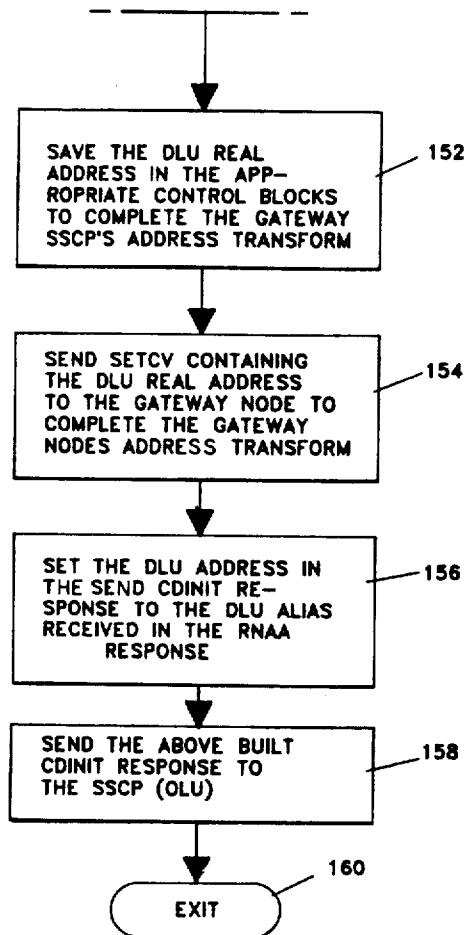 SAVE THE DLU REAL
ADDRESS IN THE APP-
ROPRIATE CONTROL BLOCKS
TO COMPLETE THE GATEWAY
SSCP'S ADDRESS TRANSFORM
152
SEND SETCV CONTAINING
THE DLU REAL ADDRESS
TO THE GATEWAY NODE TO
COMPLETE THE GATEWAY
NODES ADDRESS TRANSFORM
154
SET THE DLU ADDRESS IN
THE SEND CDINIT RE-
SPONSE TO THE DLU ALIAS
RECEIVED IN THE RNAA
RESPONSE
156
SEND THE ABOVE BUILT
CDINIT RESPONSE TO
THE SSCP (OLU)
158
160
EXIT